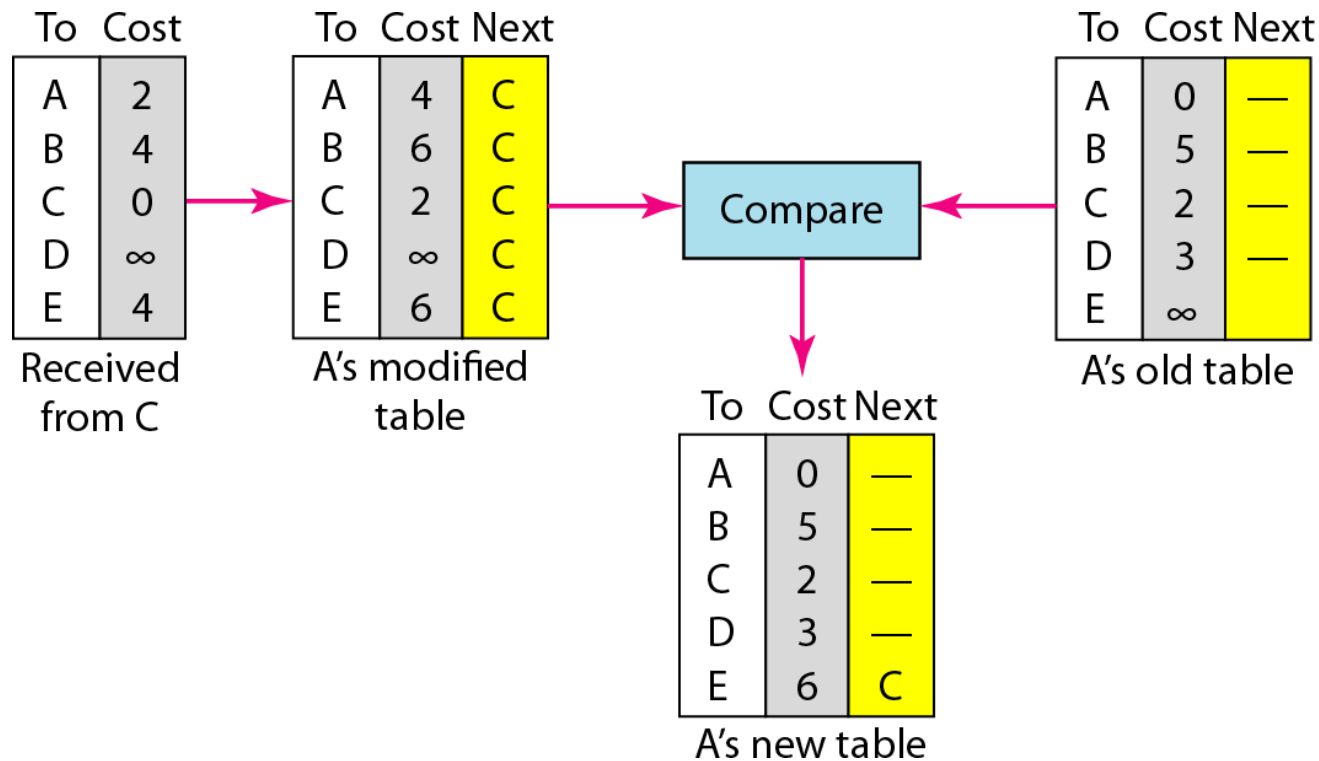 To Cost
A 2
B 4
C 0
D ∞
E 4
Received
from C
To Cost Next
A 4 C
B 6 C
C 2 C
D ∞ C
E 6 C
A's modified
table
Compare
To Cost Next
A 0 —
B 5 —
C 2 —
D 3 —
E ∞
A's old table
To Cost Next
A 0 —
B 5 —
C 2 —
D 3 —
E 6 C
A's new table